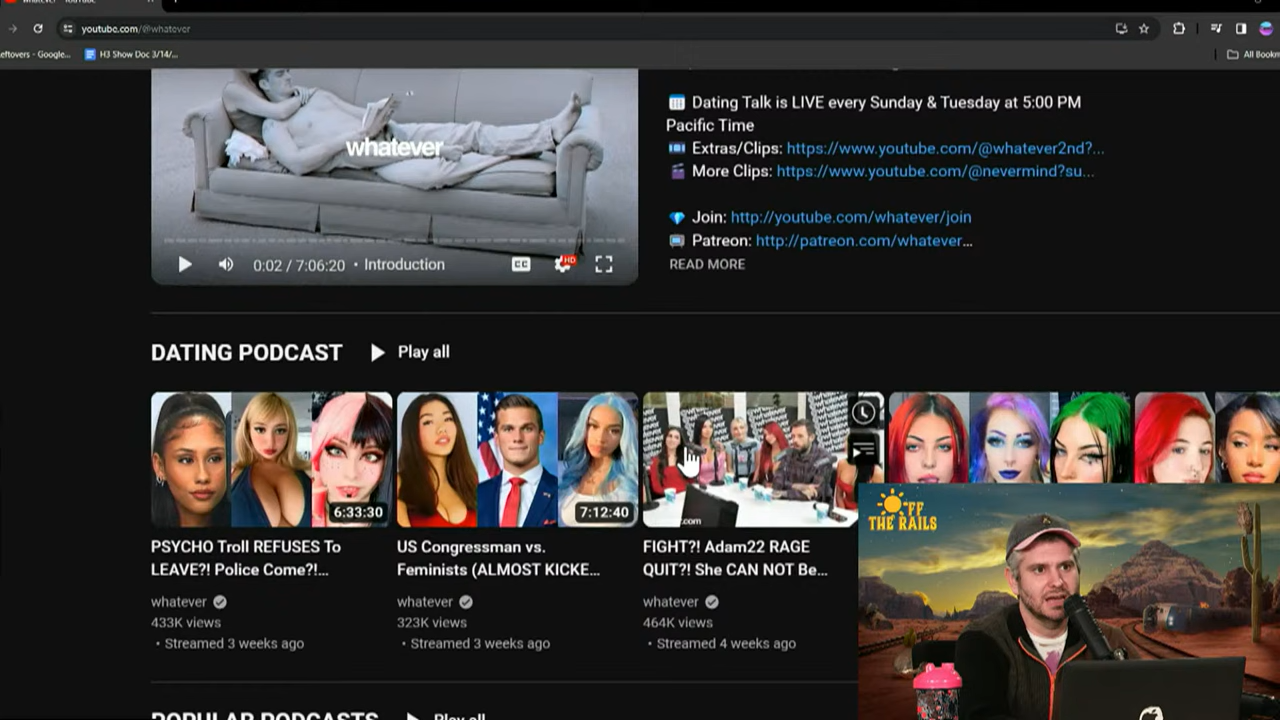 youtube.com/@whatever
eftovers - Google...
H3 Show Doc 3/14/...
All Bookm
whatever
0:02 / 7:06:20 • Introduction
CC
HD
Dating Talk is LIVE every Sunday & Tuesday at 5:00 PM
Pacific Time
Extras/Clips: https://www.youtube.com/@whatever2nd?...
More Clips: https://www.youtube.com/@nevermind?su...
Join: http://youtube.com/whatever/join
Patreon: http://patreon.com/whatever...
READ MORE
DATING PODCAST
Play all
6:33:30
PSYCHO Troll REFUSES To
LEAVE?! Police Come?!...
whatever
433K views
• Streamed 3 weeks ago
7:12:40
US Congressman vs.
Feminists (ALMOST KICKE...
whatever
323K views
• Streamed 3 weeks ago
.com
FIGHT?! Adam22 RAGE
QUIT?! She CAN NOT Be...
whatever
464K views
• Streamed 4 weeks ago
OFF
THE RAILS
POPULAR PODCASTS
Play all